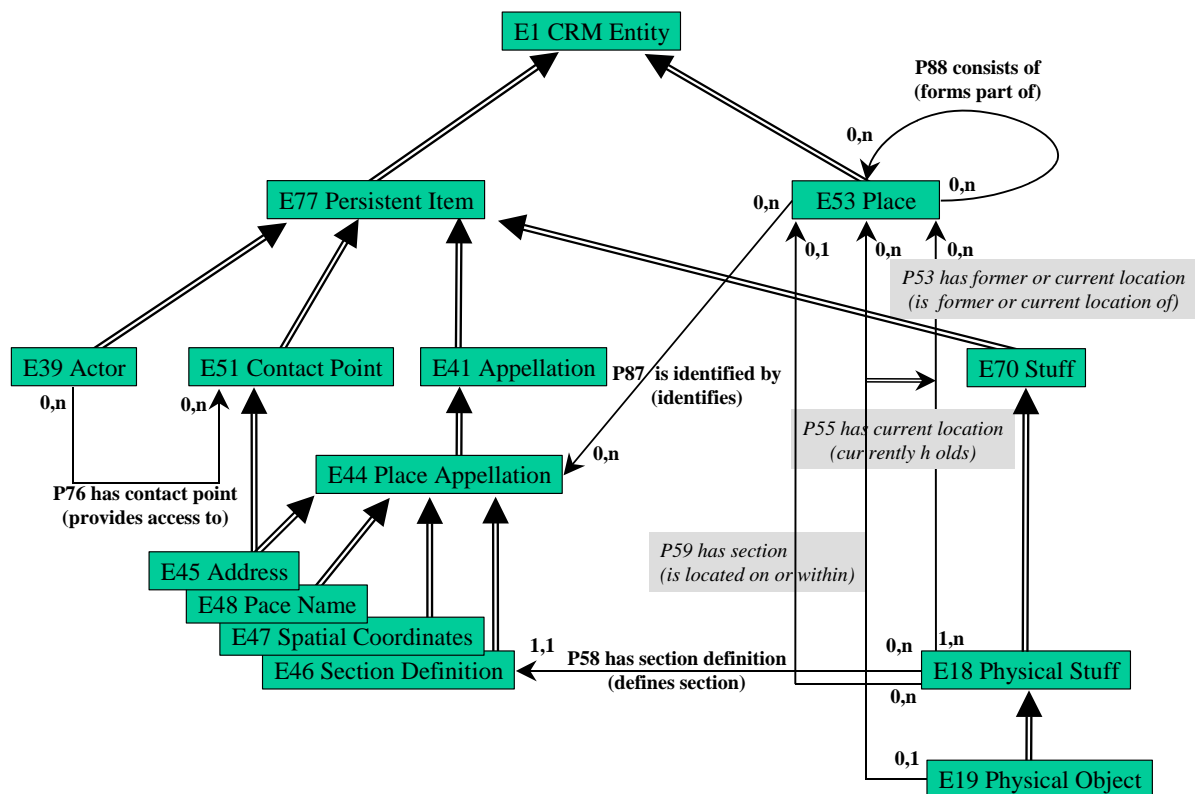 E1 CRM Entity
P88 consists of
(forms part of)
0,n
E77 Persistent Item
E53 Place
0,n
0,n
0,1
0,n
0,n
P53 has former or current location
(is former or current location of)
E39 Actor
E51 Contact Point
E41 Appellation
E70 Stuff
P87 is identified by
(identifies)
0,n
0,n
P55 has current location
(currently h olds)
0,n
E44 Place Appellation
P76 has contact point
(provides access to)
P59 has section
(is located on or within)
E45 Address
E48 Pace Name
E47 Spatial Coordinates
E46 Section Definition
1,1
P58 has section definition
(defines section)
0,n
1,n
E18 Physical Stuff
0,n
0,1
E19 Physical Object